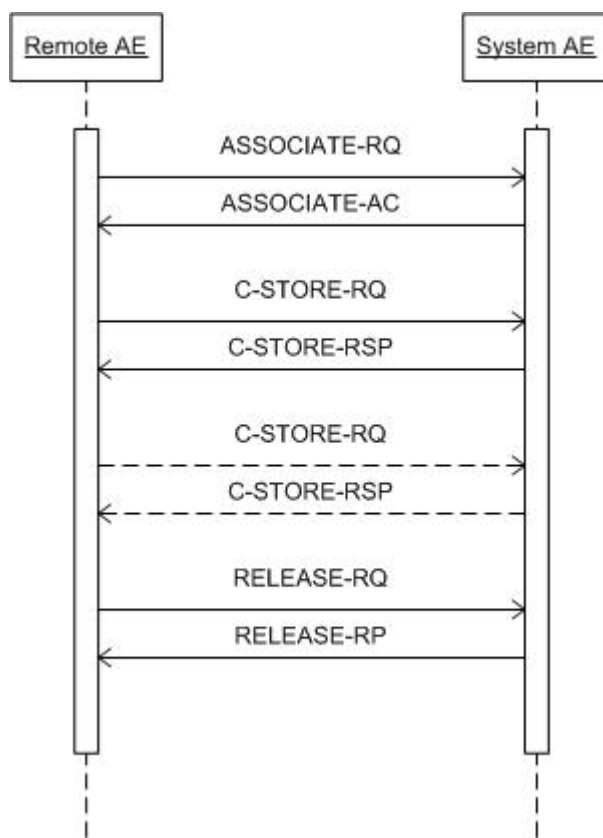 Remote AE
System AE
ASSOCIATE-RQ
ASSOCIATE-AC
C-STORE-RQ
C-STORE-RSP
C-STORE-RQ
C-STORE-RSP
RELEASE-RQ
RELEASE-RP